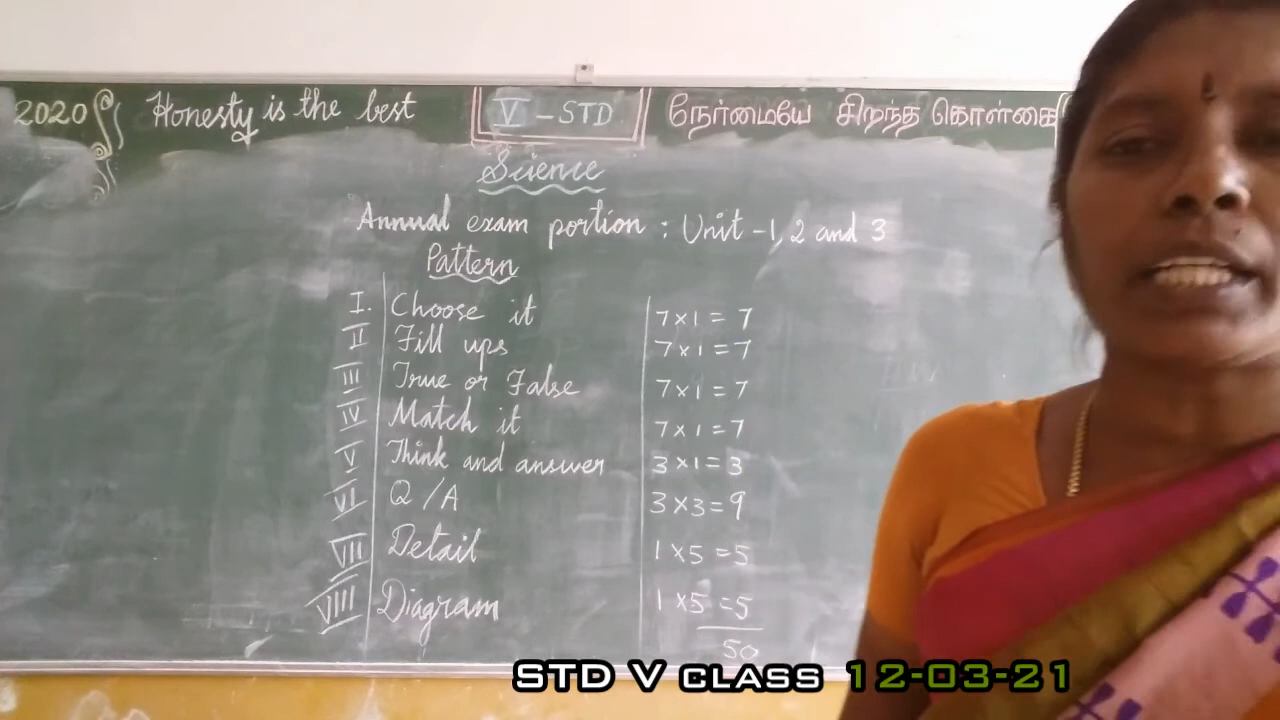 2020 Honesty is the best V - STD நேர்மையே சிறந்த கொள்கை
Science
Annual exam portion : Unit - 1, 2 and 3
Pattern
I. Choose it 7 x 1 = 7
II Fill ups 7 x 1 = 7
III True or False 7 x 1 = 7
IV Match it 7 x 1 = 7
V Think and answer 3 x 1 = 3
VI Q / A 3 x 3 = 9
VII Detail 1 x 5 = 5
VIII Diagram 1 x 5 = 5
50
STD V CLASS 12-03-21